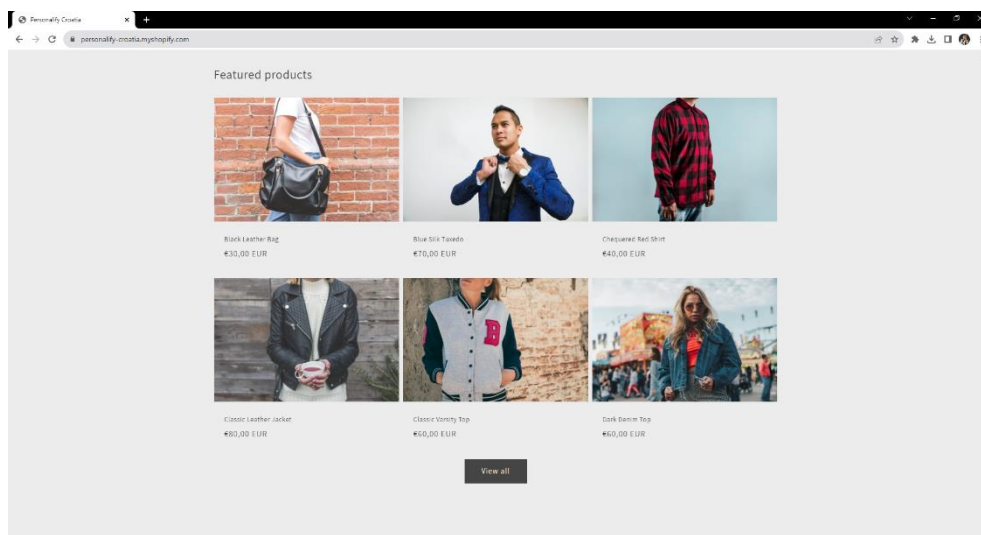 Personalify Croatia
personalify-croatia.myshopify.com
Featured products
Black Leather Bag
€30,00 EUR
Blue Silk Tuxedo
€70,00 EUR
Chequered Red Shirt
€40,00 EUR
B
Classic Leather Jacket
€80,00 EUR
Classic Varsity Top
€60,00 EUR
Dark Denim Top
€60,00 EUR
View all